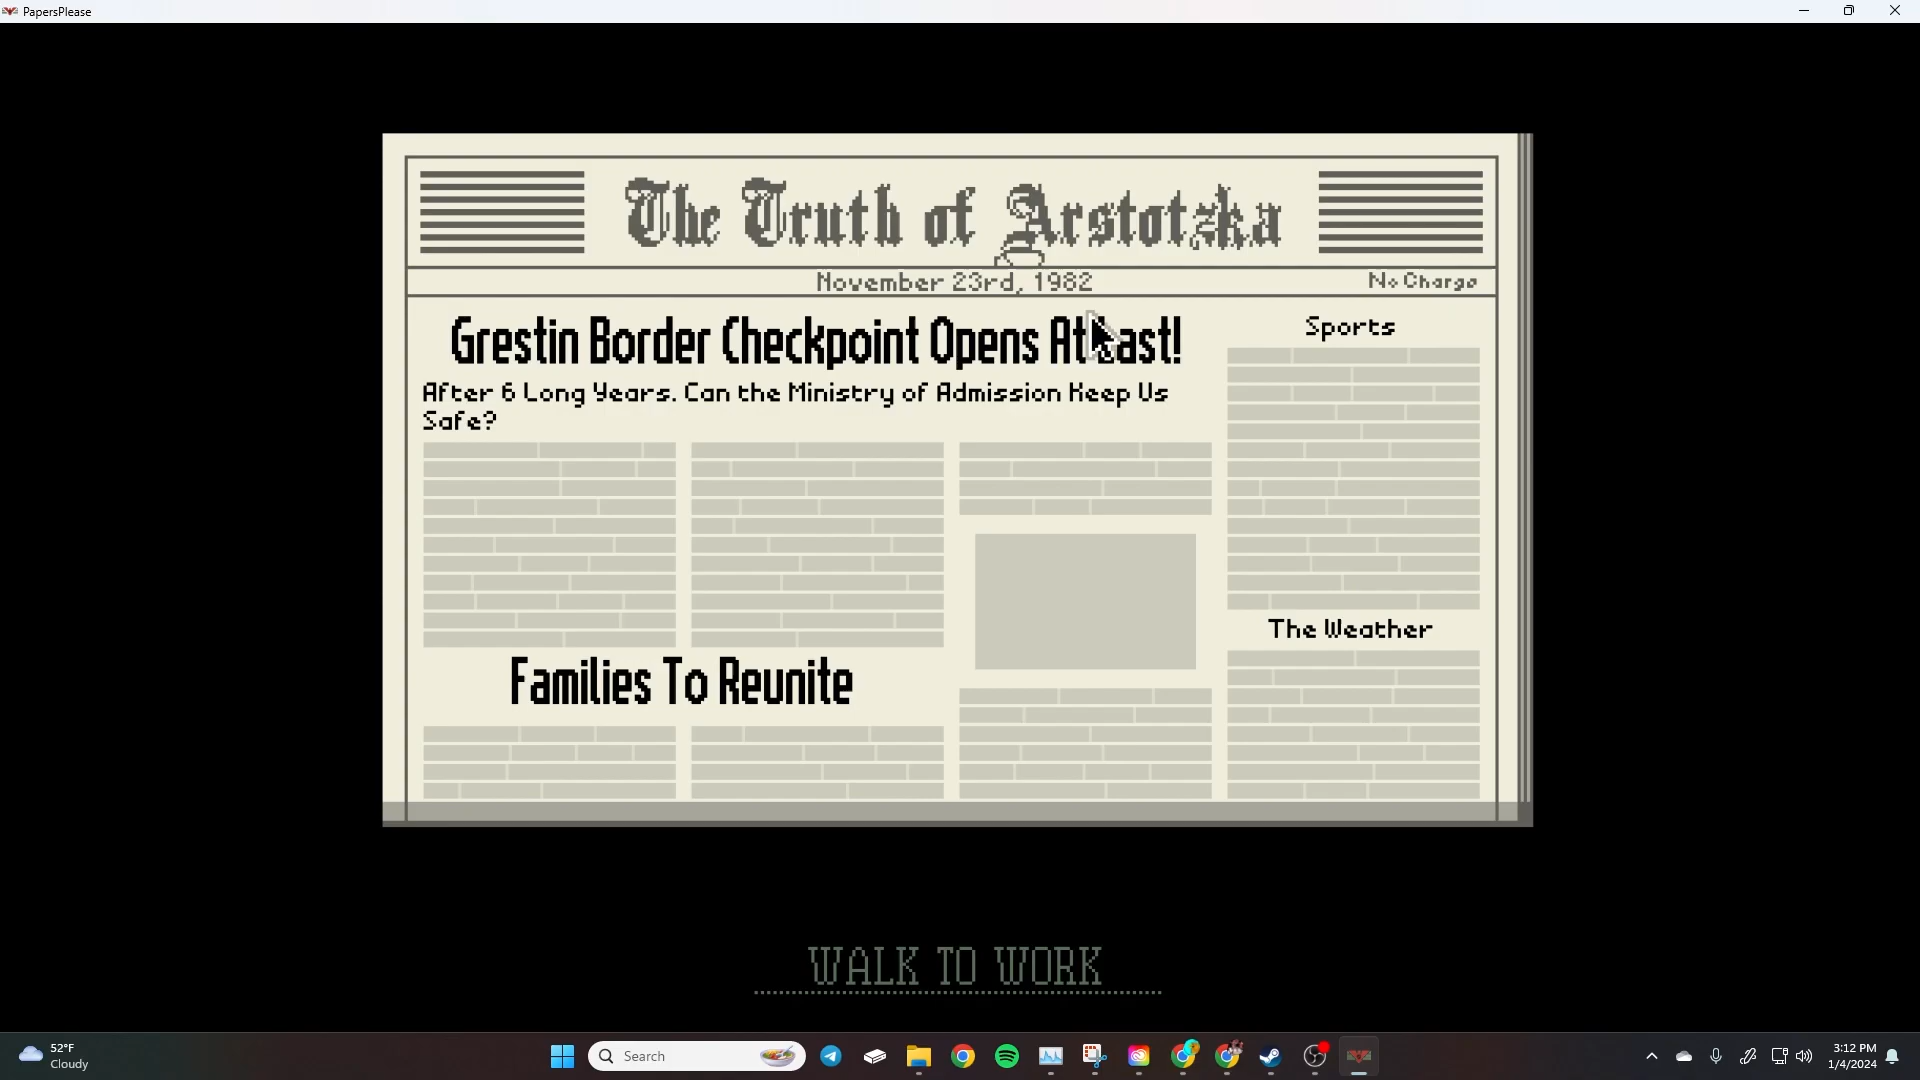 PapersPlease
The Truth of Arstotzka
November 23rd, 1982
No Charge
Grestin Border Checkpoint Opens At Last!
After 6 Long Years. Can the Ministry of Admission Keep Us
Safe?
Sports
The Weather
Families To Reunite
WALK TO WORK
52°F
Cloudy
Search
3:12 PM
1/4/2024